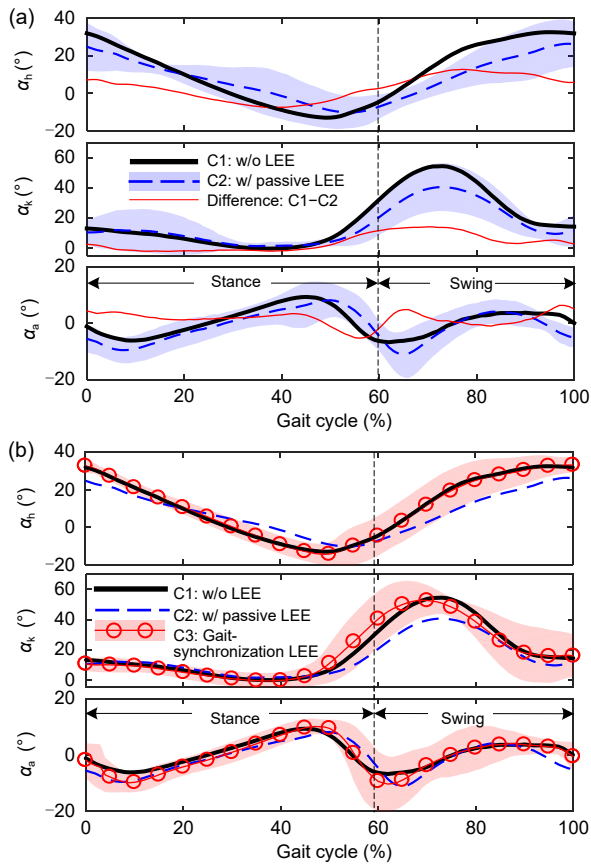 (a)
40
20
0
−20
αh (°)
60
40
20
0
αk (°)
C1: w/o LEE
C2: w/ passive LEE
Difference: C1−C2
20
0
−20
αa (°)
Stance
Swing
0 20 40 60 80 100
Gait cycle (%)
(b)
40
20
0
−20
αh (°)
60
40
20
0
αk (°)
C1: w/o LEE
C2: w/ passive LEE
C3: Gait-
synchronization LEE
20
0
−20
αa (°)
Stance
Swing
0 20 40 60 80 100
Gait cycle (%)